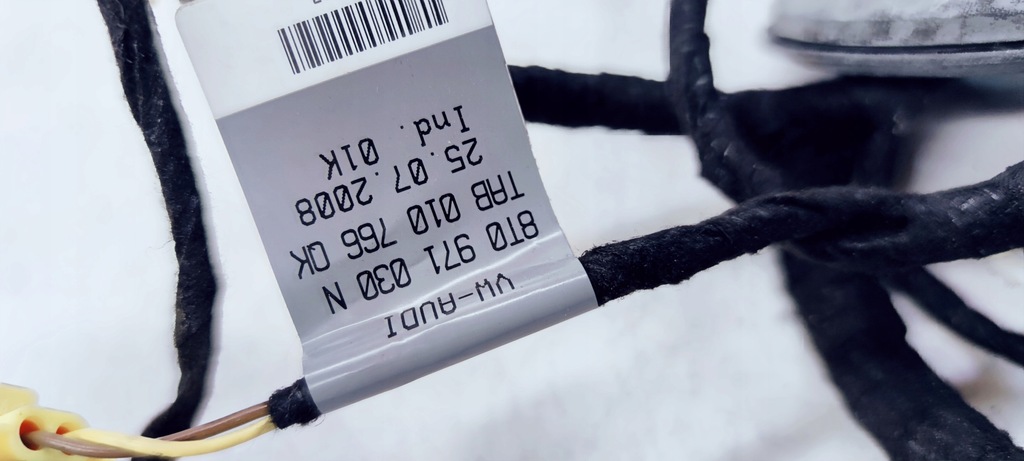 VW-AUDI
8T0 971 030 N
TAB 010 766 QK
25.07.2008
Ind. 01K